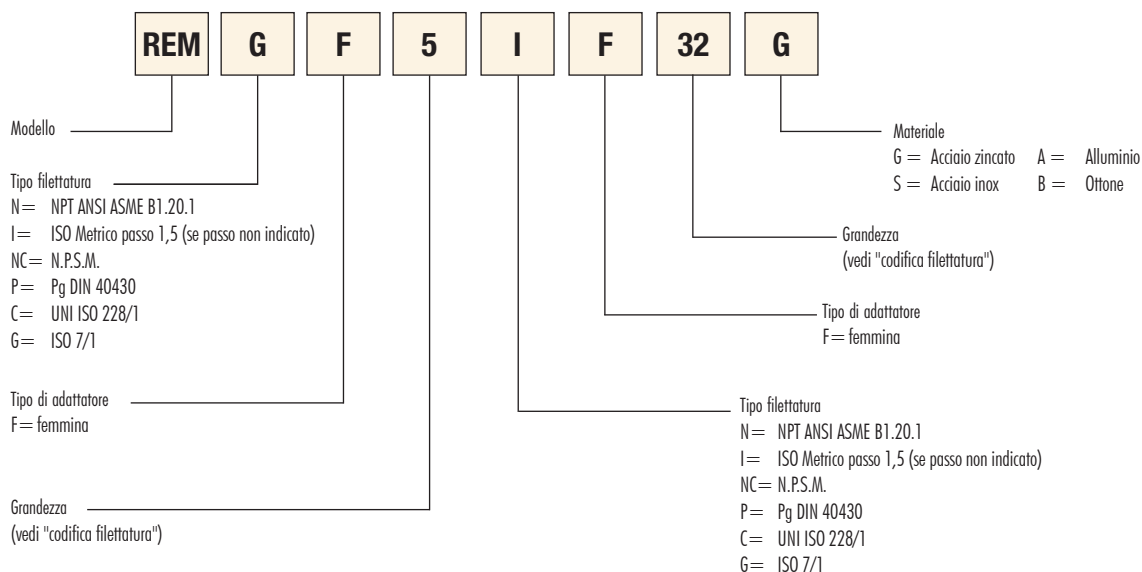 REM G F 5 I F 32 G
Modello
Tipo filettatura
N= NPT ANSI ASME B1.20.1
I= ISO Metrico passo 1,5 (se passo non indicato)
NC= N.P.S.M.
P= Pg DIN 40430
C= UNI ISO 228/1
G= ISO 7/1
Tipo di adattatore
F= femmina
Grandezza
(vedi "codifica filettatura")
Materiale
G = Acciaio zincato A = Alluminio
S = Acciaio inox B = Ottone
Grandezza
(vedi "codifica filettatura")
Tipo di adattatore
F= femmina
Tipo filettatura
N= NPT ANSI ASME B1.20.1
I= ISO Metrico passo 1,5 (se passo non indicato)
NC= N.P.S.M.
P= Pg DIN 40430
C= UNI ISO 228/1
G= ISO 7/1